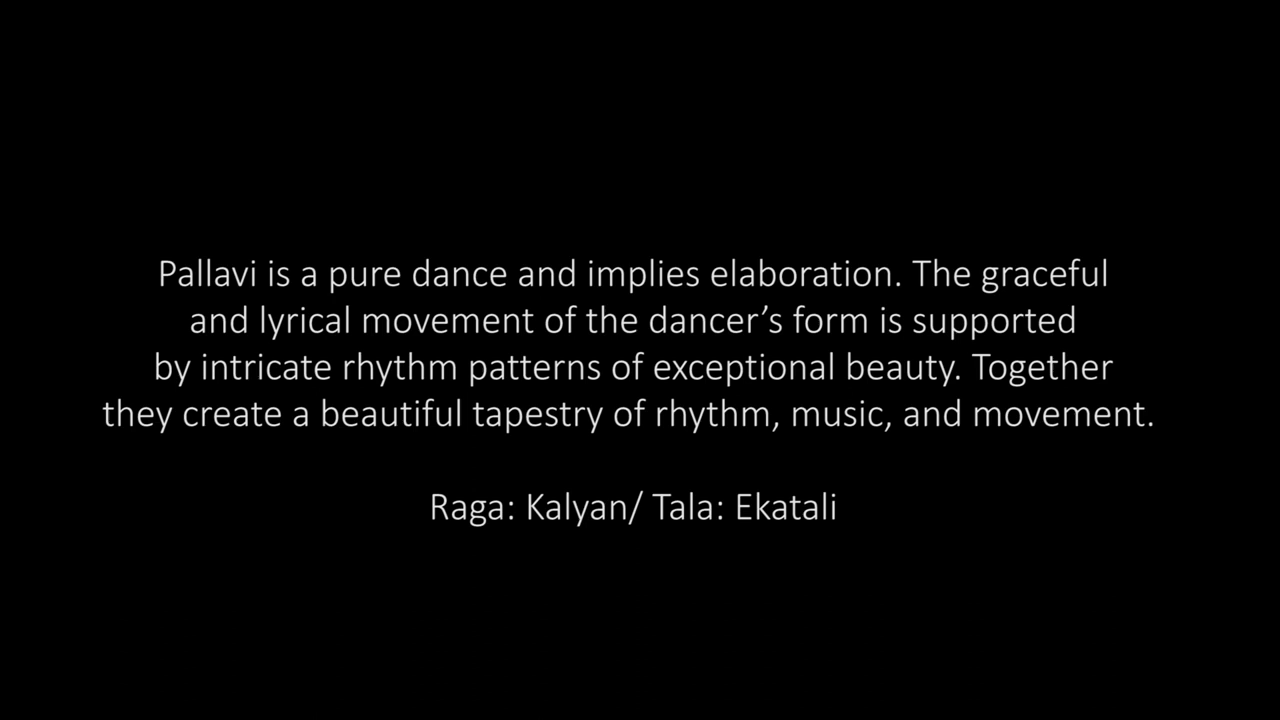 Pallavi is a pure dance and implies elaboration. The graceful
and lyrical movement of the dancer’s form is supported
by intricate rhythm patterns of exceptional beauty. Together
they create a beautiful tapestry of rhythm, music, and movement.
Raga: Kalyan/ Tala: Ekatali